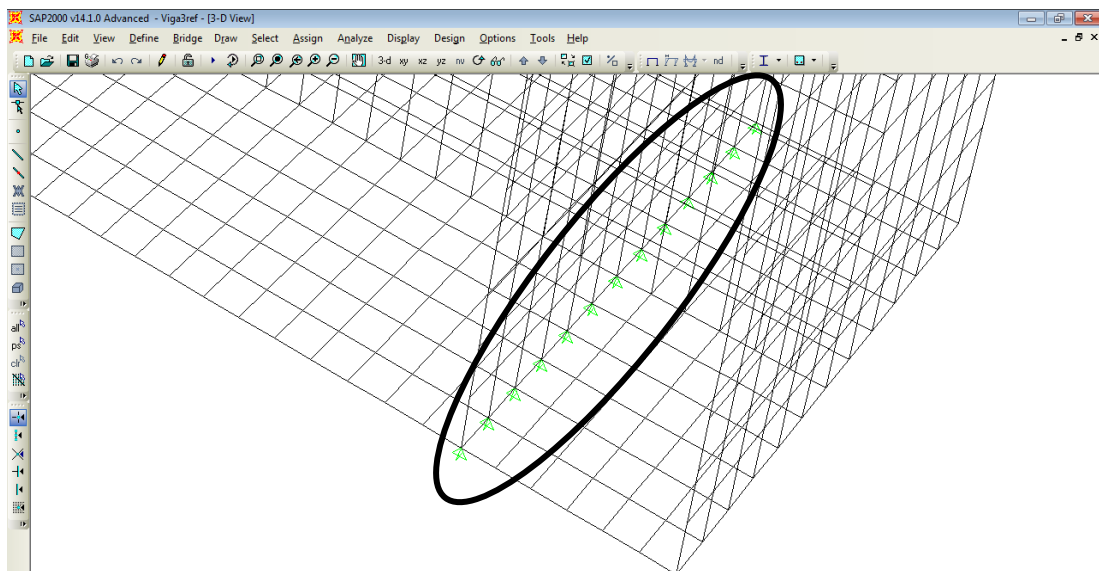 SAP2000 v14.1.0 Advanced - Viga3ref - [3-D View]
File Edit View Define Bridge Draw Select Assign Analyze Display Design Options Tools Help
3-d xy xz yz nv nd
all
ps
clr